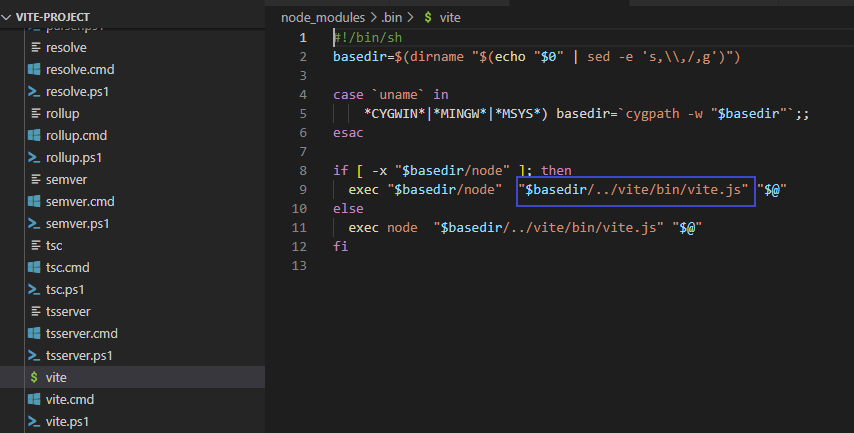 VITE-PROJECT
parser.ps1
resolve
resolve.cmd
resolve.ps1
rollup
rollup.cmd
rollup.ps1
semver
semver.cmd
semver.ps1
tsc
tsc.cmd
tsc.ps1
tsserver
tsserver.cmd
tsserver.ps1
vite
vite.cmd
vite.ps1
node_modules > .bin > $ vite
1 #!/bin/sh
2 basedir=$(dirname "$(echo "$0" | sed -e 's,\\,/,g')")
3
4 case `uname` in
5     *CYGWIN*|*MINGW*|*MSYS*) basedir=`cygpath -w "$basedir"`;;
6 esac
7
8 if [ -x "$basedir/node" ]; then
9   exec "$basedir/node"  "$basedir/../vite/bin/vite.js" "$@"
10 else
11   exec node  "$basedir/../vite/bin/vite.js" "$@"
12 fi
13